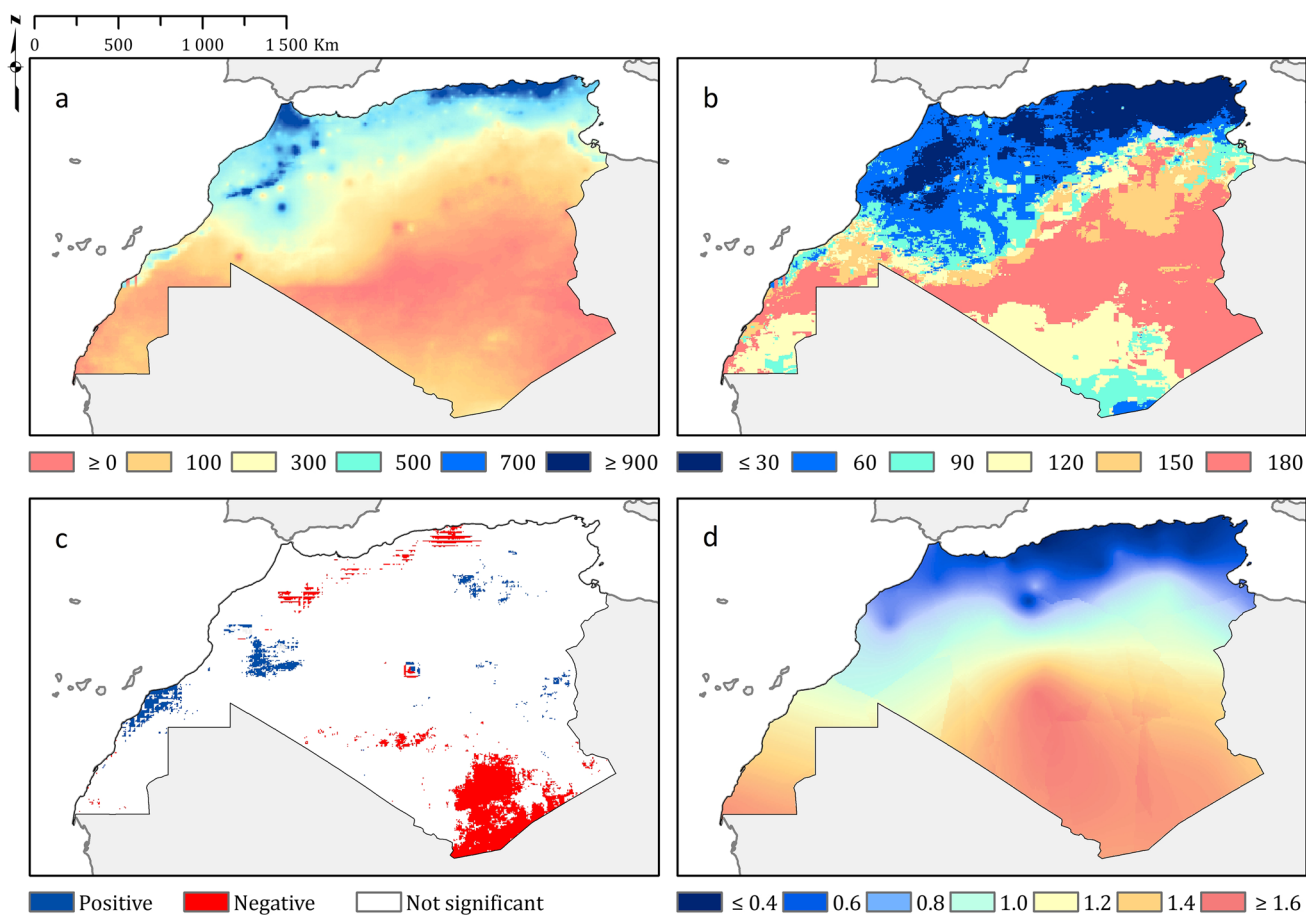 N
0 500 1 000 1 500 Km
a
b
≥ 0 100 300 500 700 ≥ 900
≤ 30 60 90 120 150 180
c
d
Positive Negative Not significant
≤ 0.4 0.6 0.8 1.0 1.2 1.4 ≥ 1.6